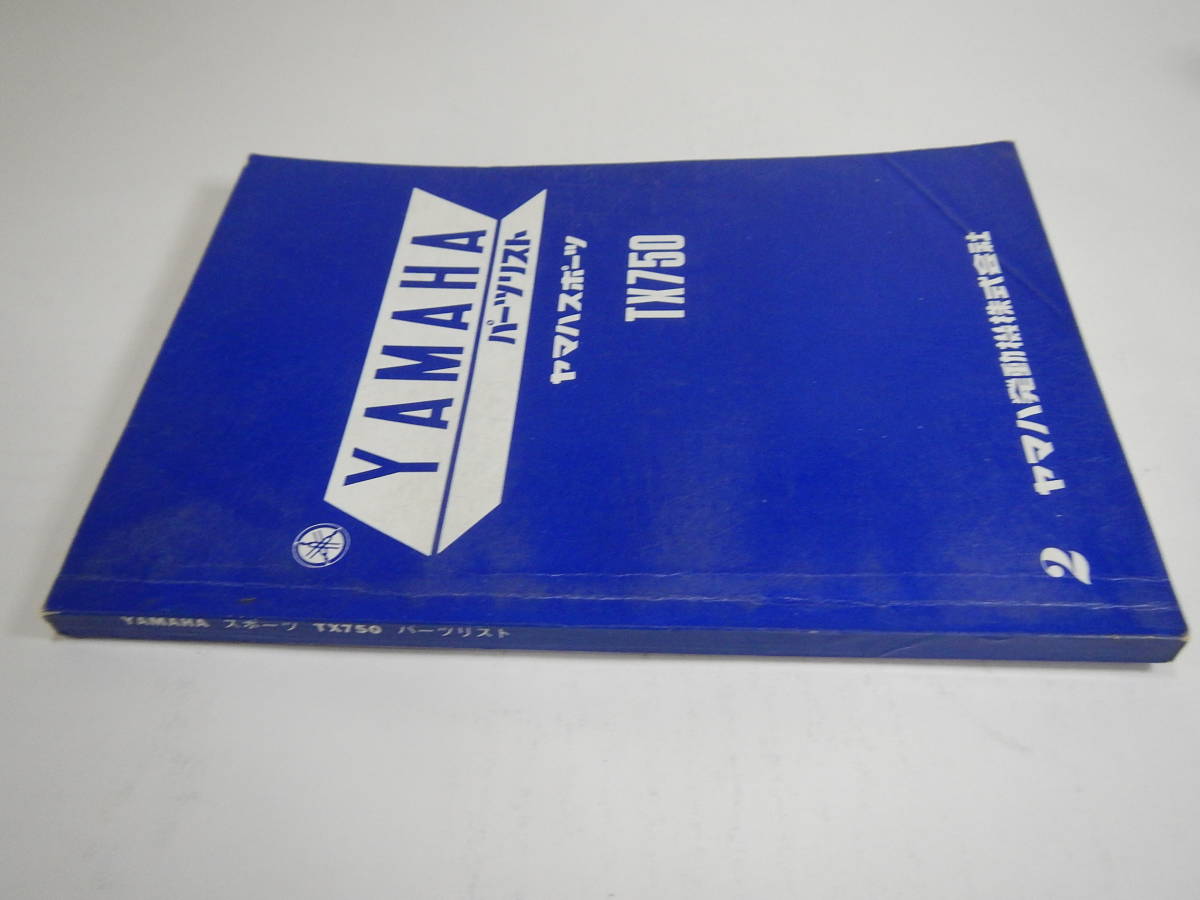 YAMAHA
パーツリスト
ヤマハスポーツ
TX750
ヤマハ発動機株式会社
2
YAMAHA スポーツ TX750 パーツリスト